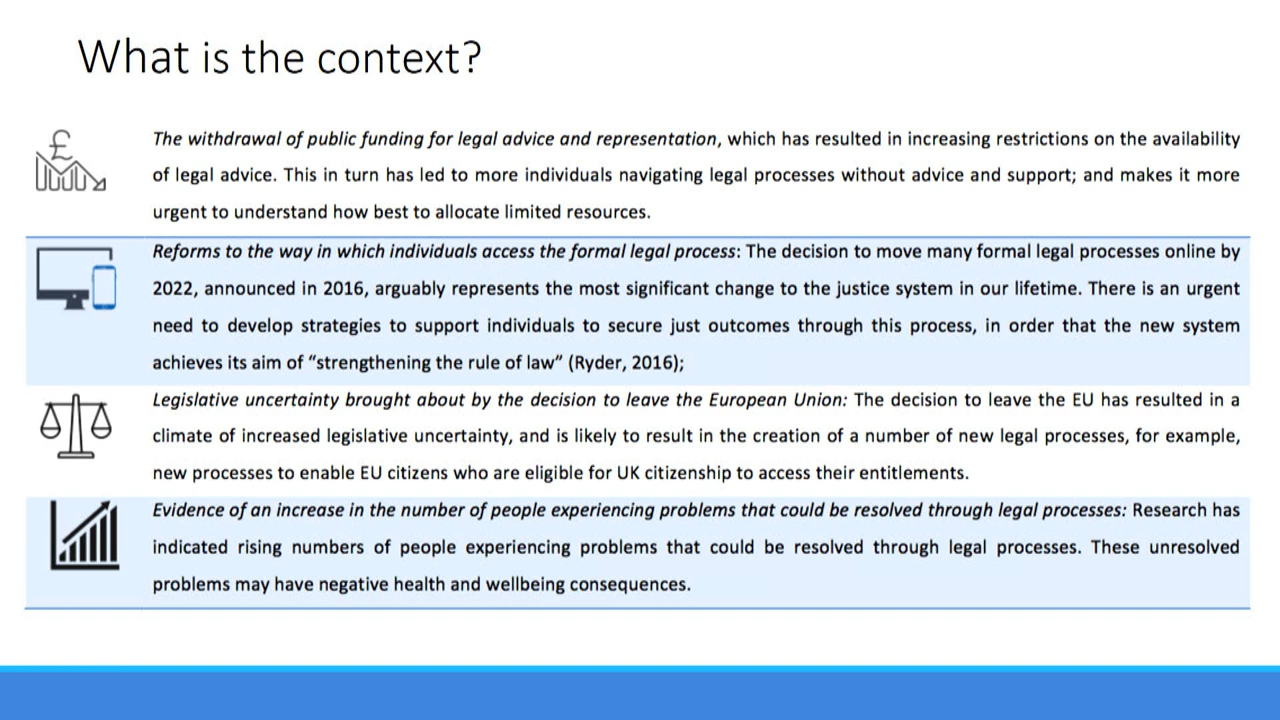 What is the context?
£
The withdrawal of public funding for legal advice and representation, which has resulted in increasing restrictions on the availability
of legal advice. This in turn has led to more individuals navigating legal processes without advice and support; and makes it more
urgent to understand how best to allocate limited resources.
Reforms to the way in which individuals access the formal legal process: The decision to move many formal legal processes online by
2022, announced in 2016, arguably represents the most significant change to the justice system in our lifetime. There is an urgent
need to develop strategies to support individuals to secure just outcomes through this process, in order that the new system
achieves its aim of “strengthening the rule of law” (Ryder, 2016);
Legislative uncertainty brought about by the decision to leave the European Union: The decision to leave the EU has resulted in a
climate of increased legislative uncertainty, and is likely to result in the creation of a number of new legal processes, for example,
new processes to enable EU citizens who are eligible for UK citizenship to access their entitlements.
Evidence of an increase in the number of people experiencing problems that could be resolved through legal processes: Research has
indicated rising numbers of people experiencing problems that could be resolved through legal processes. These unresolved
problems may have negative health and wellbeing consequences.